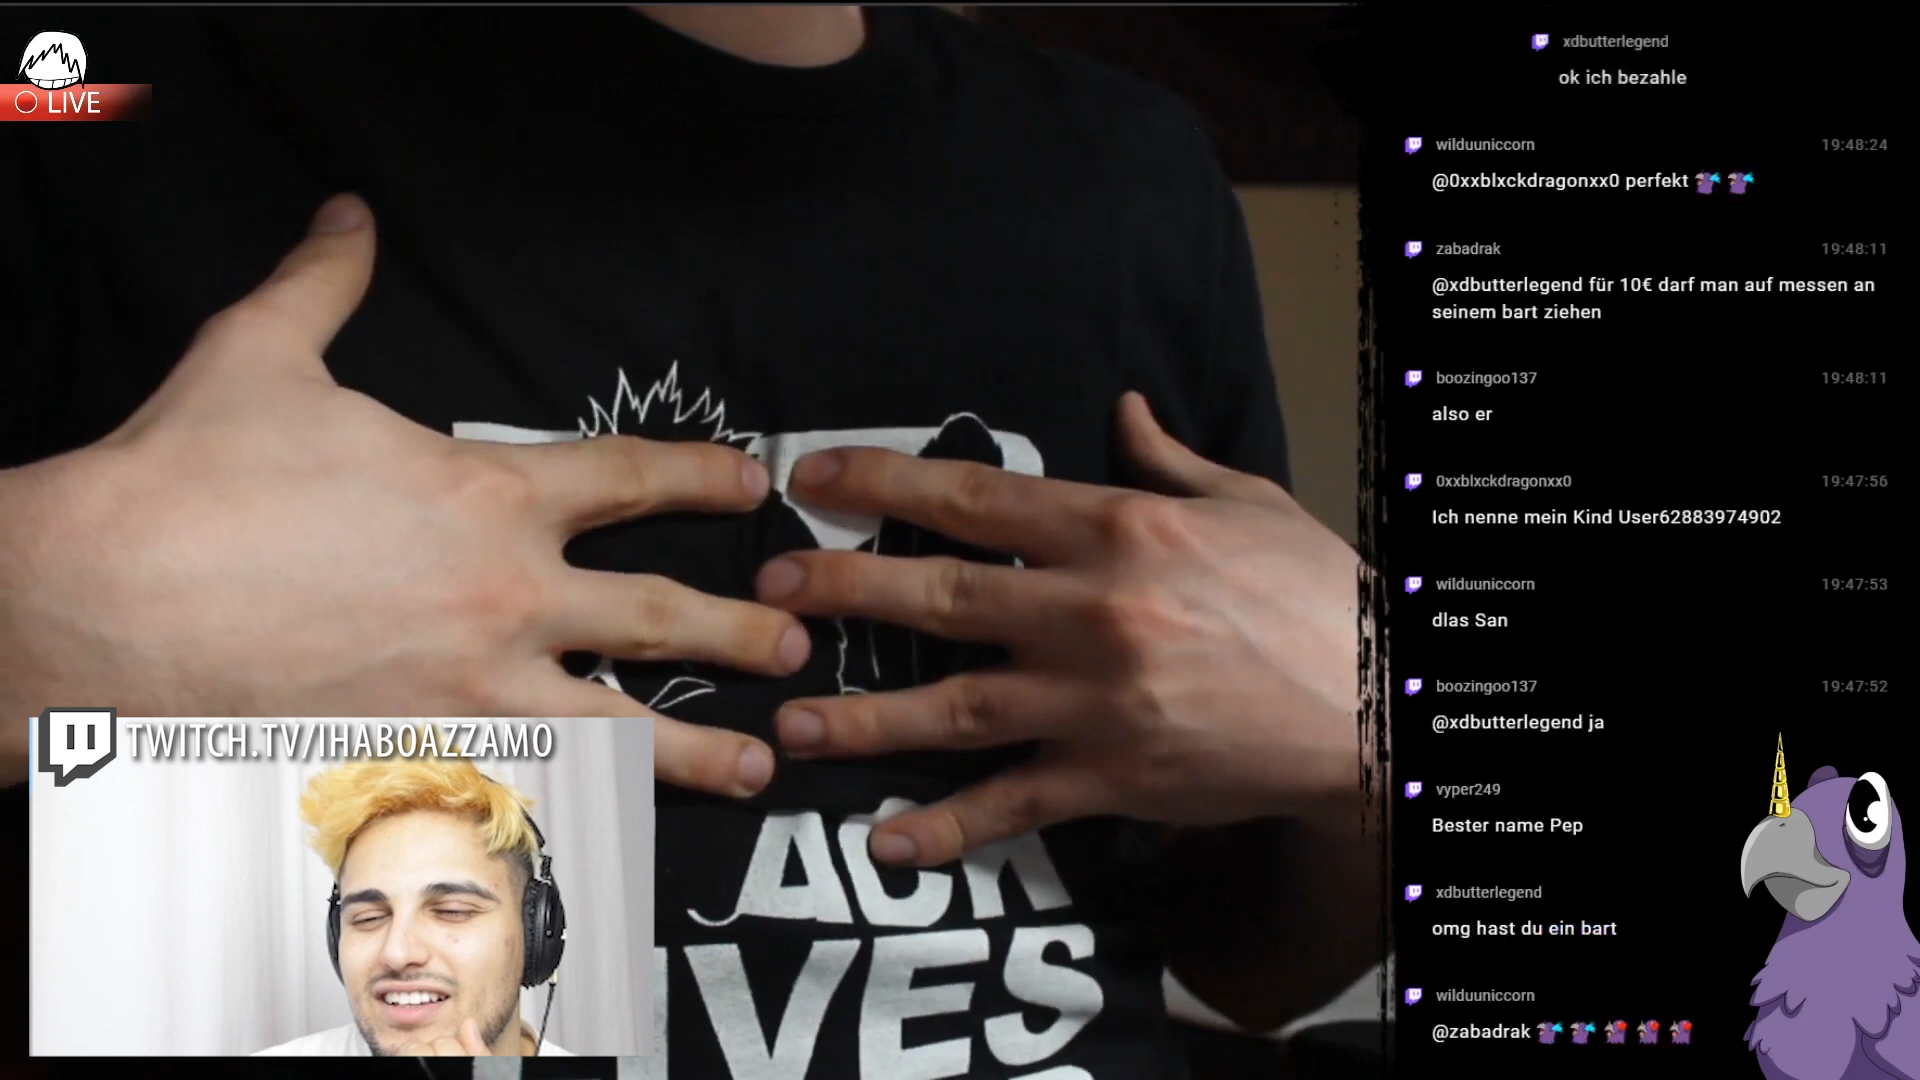 LIVE
TWITCH.TV/IHABOAZZAMO
ACK
IVES
xdbutterlegend
ok ich bezahle
wilduuniccorn 19:48:24
@0xxblxckdragonxx0 perfekt
zabadrak 19:48:11
@xdbutterlegend für 10€ darf man auf messen an
seinem bart ziehen
boozingoo137 19:48:11
also er
0xxblxckdragonxx0 19:47:56
Ich nenne mein Kind User62883974902
wilduuniccorn 19:47:53
dlas San
boozingoo137 19:47:52
@xdbutterlegend ja
vyper249
Bester name Pep
xdbutterlegend
omg hast du ein bart
wilduuniccorn
@zabadrak